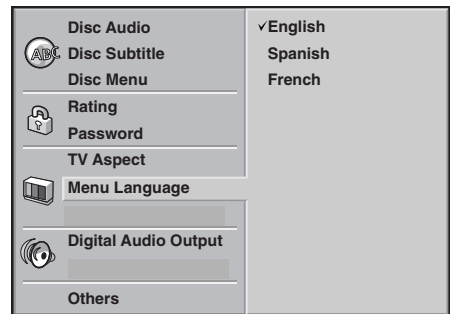 Disc Audio
ABC Disc Subtitle
Disc Menu
Rating
Password
TV Aspect
Menu Language
Digital Audio Output
Others
✓English
Spanish
French